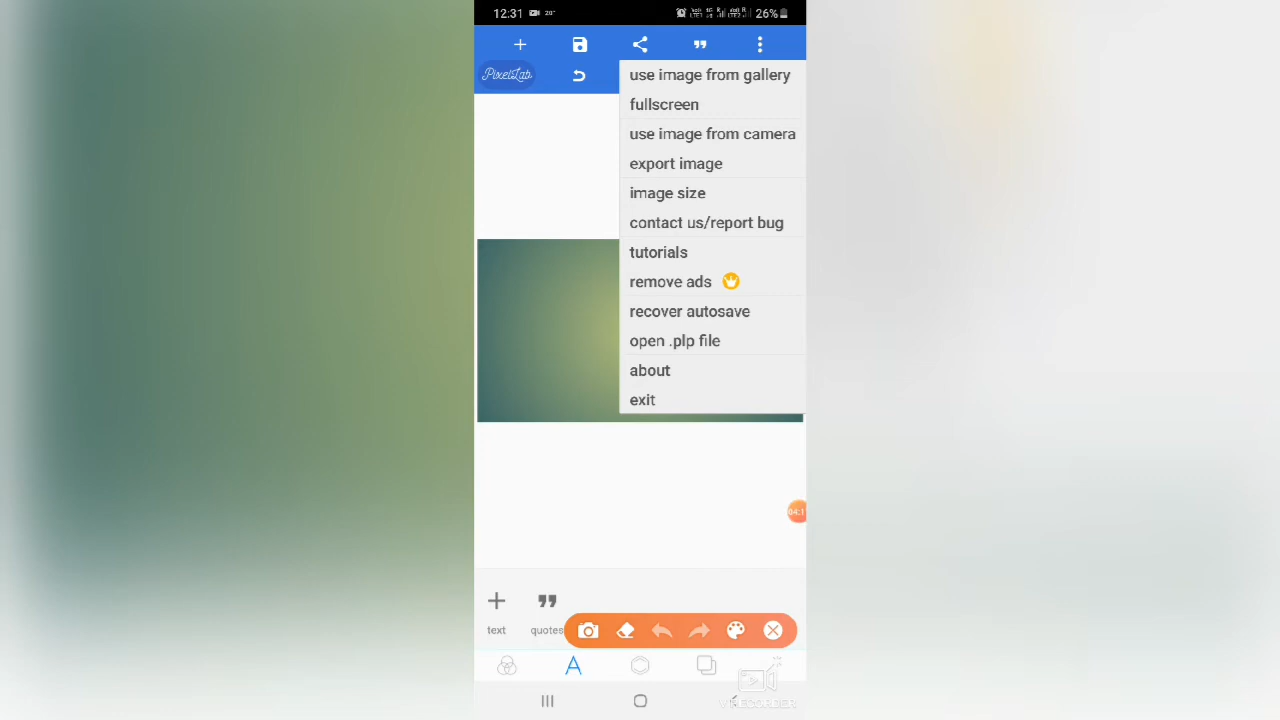 12:31 20°
26%
PixelLab
use image from gallery
fullscreen
use image from camera
export image
image size
contact us/report bug
tutorials
remove ads
recover autosave
open .plp file
about
exit
text
quotes